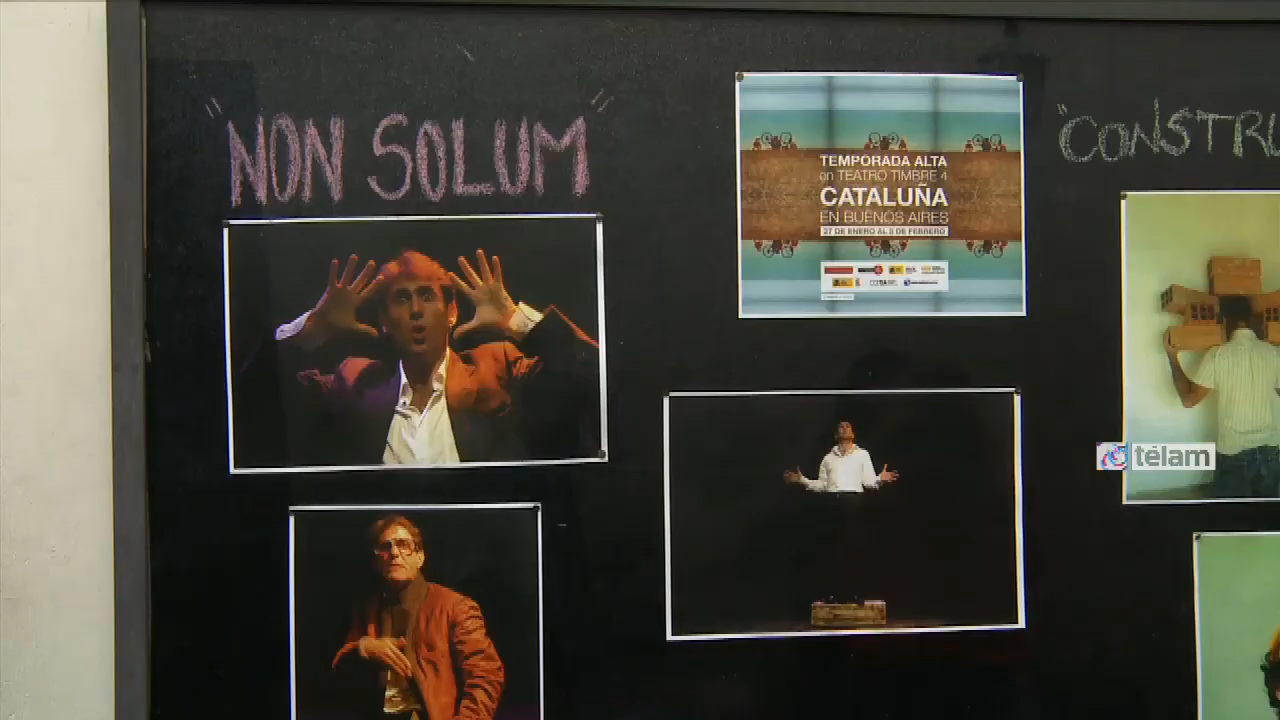 "NON SOLUM"
TEMPORADA ALTA
en TEATRO TIMBRE 4
CATALUÑA
EN BUENOS AIRES
27 DE ENERO AL 3 DE FEBRERO
"CONSTRU
télam